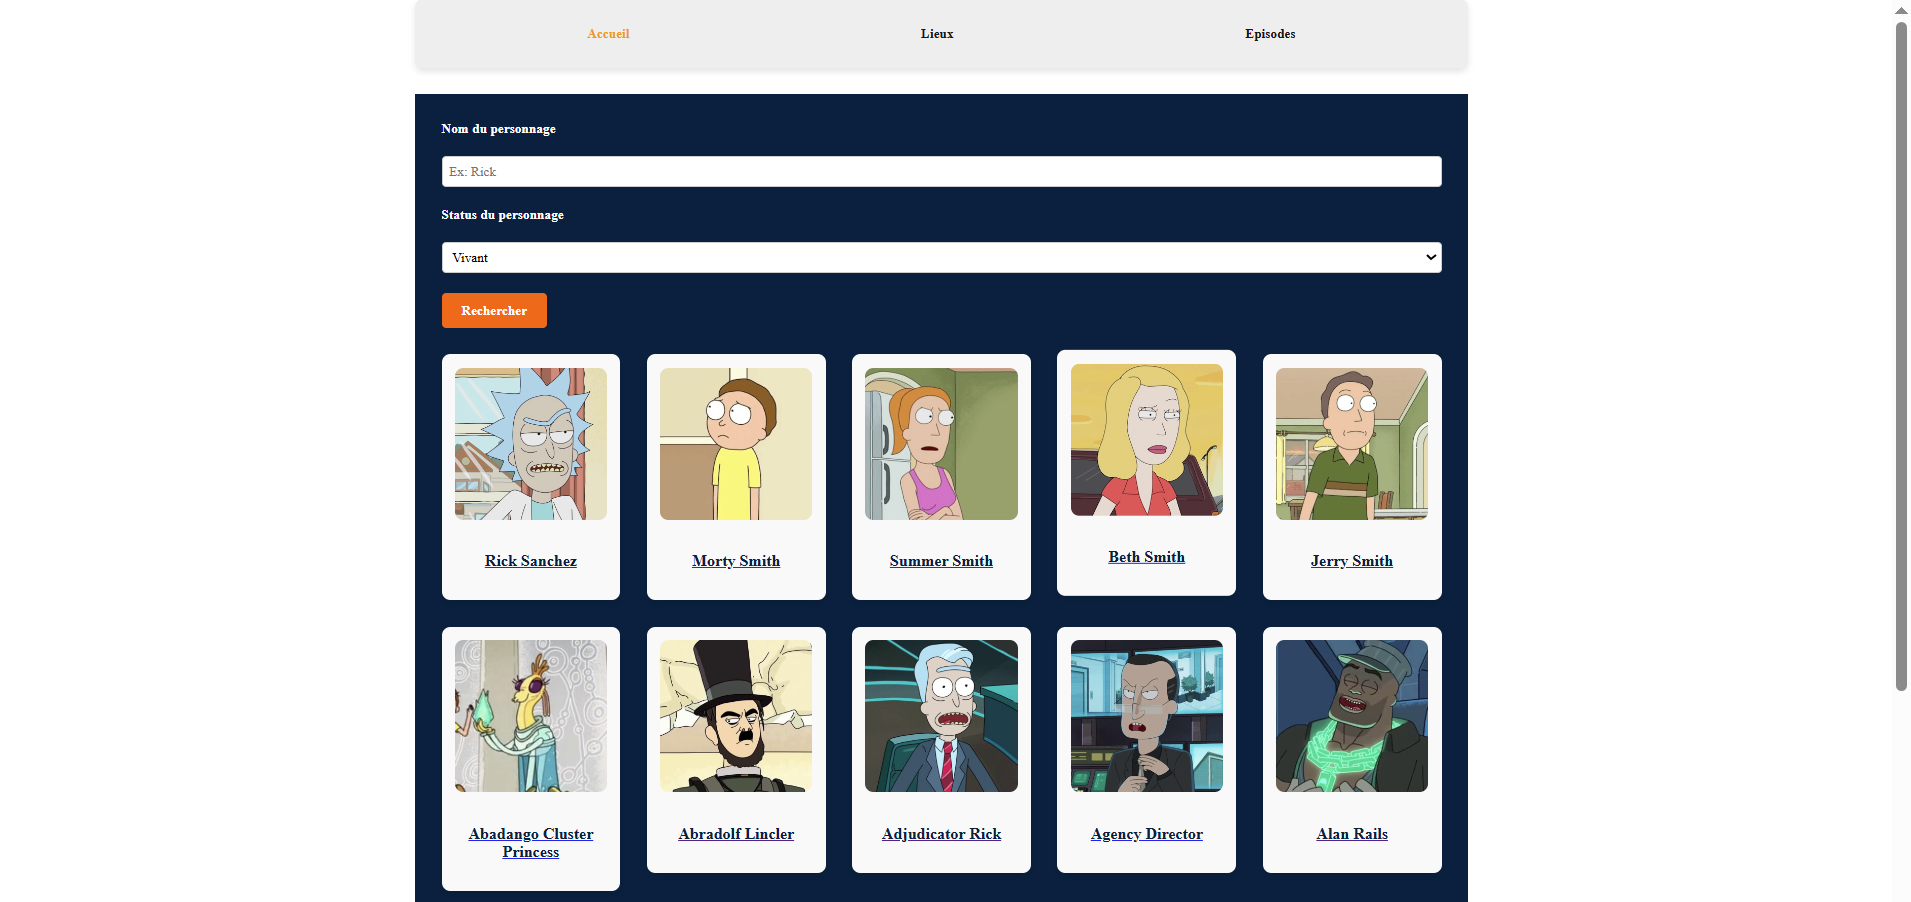 Accueil
Lieux
Episodes
Nom du personnage
Ex: Rick
Status du personnage
Vivant
Rechercher
Rick Sanchez
Morty Smith
Summer Smith
Beth Smith
Jerry Smith
Abadango Cluster
Princess
Abradolf Lincler
Adjudicator Rick
Agency Director
Alan Rails